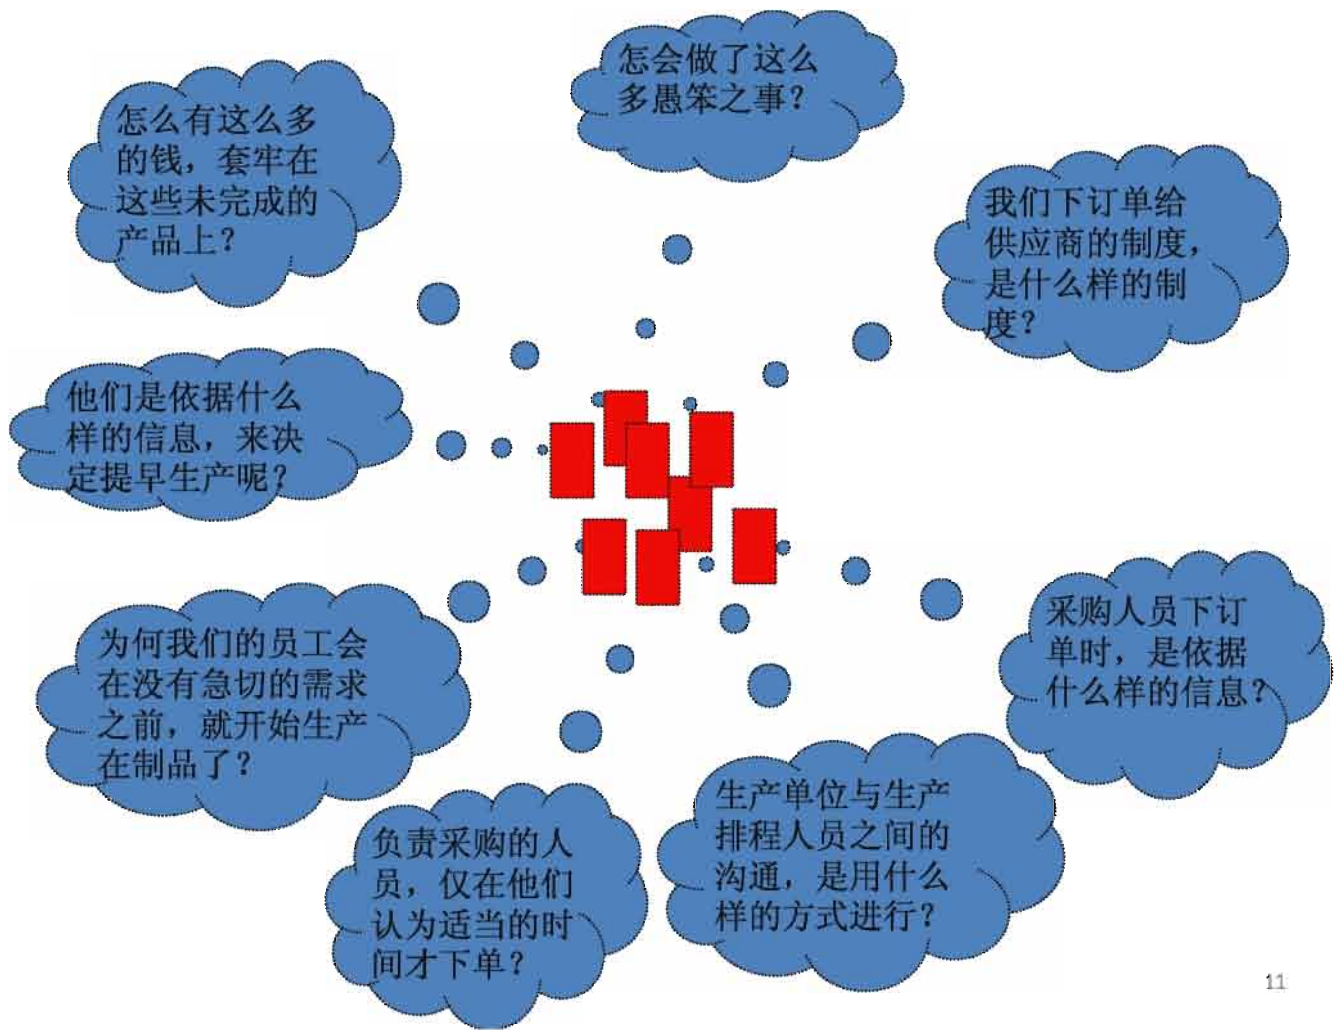 怎会做了这么
多愚笨之事？
怎么有这么多
的钱，套牢在
这些未完成的
产品上？
我们下订单给
供应商的制度，
是什么样的制
度？
他们是依据什么
样的信息，来决
定提早生产呢？
为何我们的员工会
在没有急切的需求
之前，就开始生产
在制品了？
采购人员下订
单时，是依据
什么样的信息？
负责采购的人
员，仅在他们
认为适当的时
间才下单？
生产单位与生产
排程人员之间的
沟通，是用什么
样的方式进行？
11